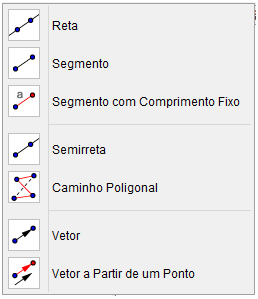 Reta
Segmento
a
Segmento com Comprimento Fixo
Semirreta
Caminho Poligonal
Vetor
Vetor a Partir de um Ponto